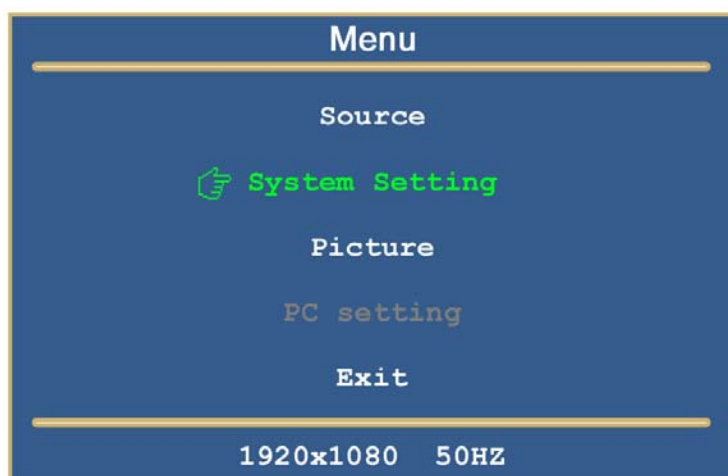 Menu
Source
System Setting
Picture
PC setting
Exit
1920x1080 50HZ